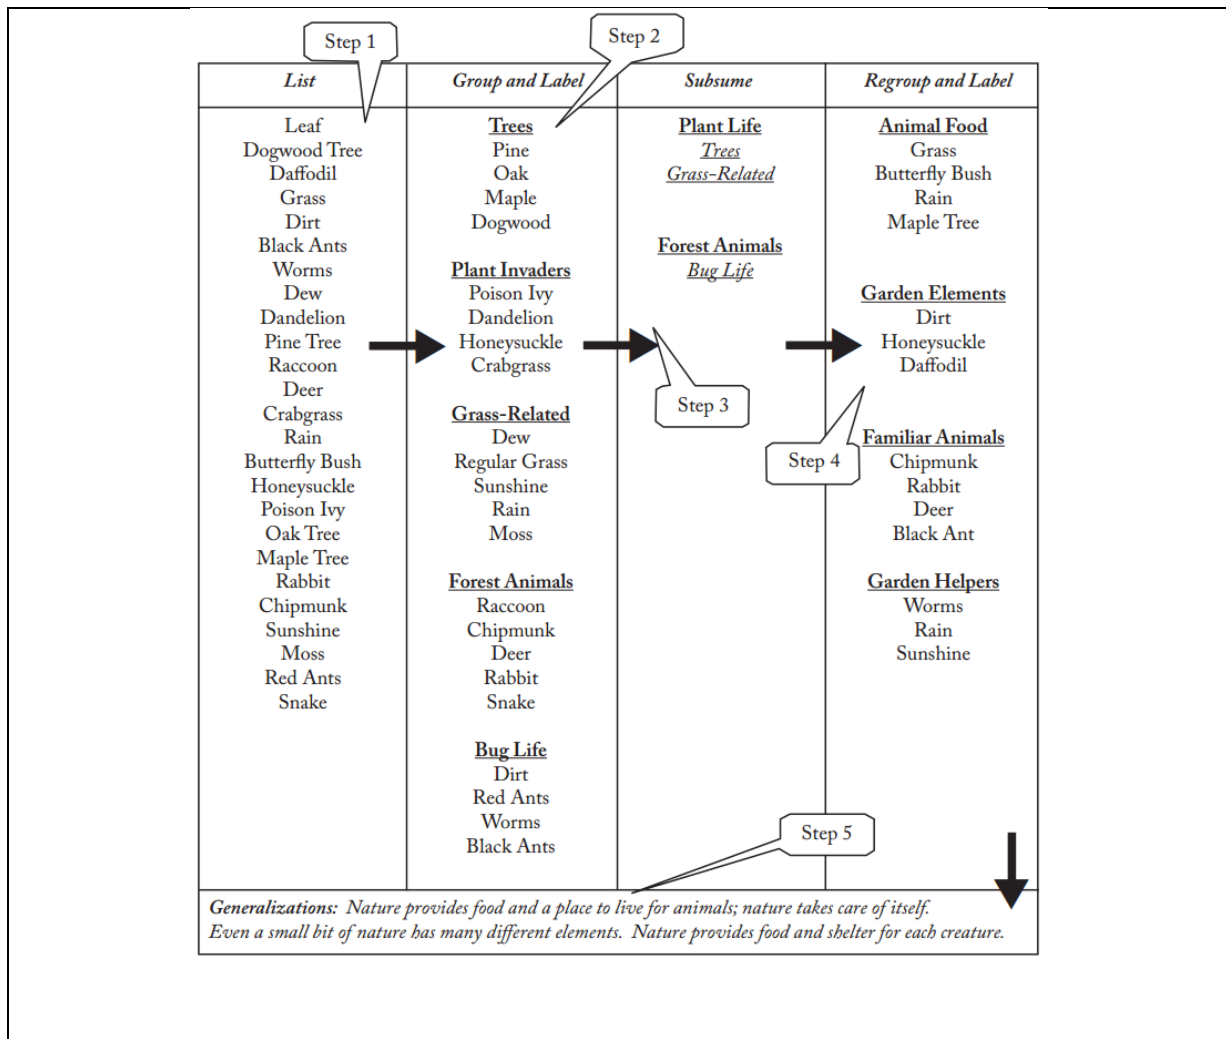 Step 1
Step 2
List
Group and Label
Subsume
Regroup and Label
Leaf
Dogwood Tree
Daffodil
Grass
Dirt
Black Ants
Worms
Dew
Dandelion
Pine Tree
Raccoon
Deer
Crabgrass
Rain
Butterfly Bush
Honeysuckle
Poison Ivy
Oak Tree
Maple Tree
Rabbit
Chipmunk
Sunshine
Moss
Red Ants
Snake
Trees
Pine
Oak
Maple
Dogwood
Plant Invaders
Poison Ivy
Dandelion
Honeysuckle
Crabgrass
Grass-Related
Dew
Regular Grass
Sunshine
Rain
Moss
Forest Animals
Raccoon
Chipmunk
Deer
Rabbit
Snake
Bug Life
Dirt
Red Ants
Worms
Black Ants
Plant Life
Trees
Grass-Related
Forest Animals
Bug Life
Step 3
Animal Food
Grass
Butterfly Bush
Rain
Maple Tree
Garden Elements
Dirt
Honeysuckle
Daffodil
Step 4
Familiar Animals
Chipmunk
Rabbit
Deer
Black Ant
Garden Helpers
Worms
Rain
Sunshine
Step 5
Generalizations: Nature provides food and a place to live for animals; nature takes care of itself.
Even a small bit of nature has many different elements. Nature provides food and shelter for each creature.